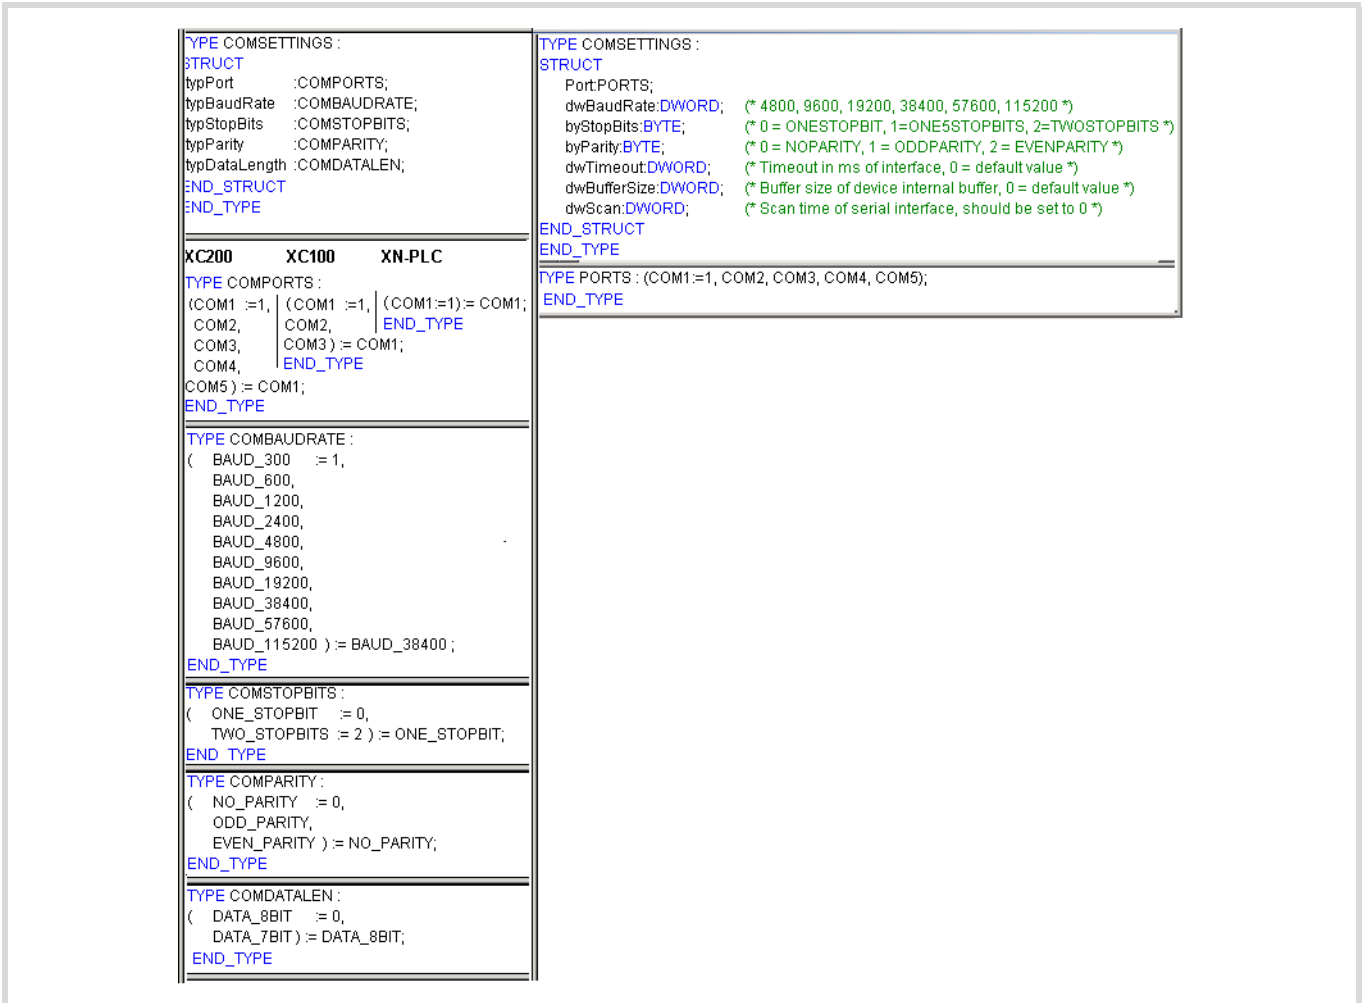 TYPE COMSETTINGS :
STRUCT
typPort :COMPORTS;
typBaudRate :COMBAUDRATE;
typStopBits :COMSTOPBITS;
typParity :COMPARITY;
typDataLength :COMDATALEN;
END_STRUCT
END_TYPE
XC200 XC100 XN-PLC
TYPE COMPORTS :
(COM1 :=1, (COM1 :=1, (COM1:=1):= COM1;
COM2, COM2, END_TYPE
COM3, COM3 ) := COM1;
COM4, END_TYPE
COM5 ) := COM1;
END_TYPE
TYPE COMBAUDRATE :
( BAUD_300 := 1,
BAUD_600,
BAUD_1200,
BAUD_2400,
BAUD_4800,
BAUD_9600,
BAUD_19200,
BAUD_38400,
BAUD_57600,
BAUD_115200 ) := BAUD_38400 ;
END_TYPE
TYPE COMSTOPBITS :
( ONE_STOPBIT := 0,
TWO_STOPBITS := 2 ) := ONE_STOPBIT;
END_TYPE
TYPE COMPARITY :
( NO_PARITY := 0,
ODD_PARITY,
EVEN_PARITY ) := NO_PARITY;
END_TYPE
TYPE COMDATALEN :
( DATA_8BIT := 0,
DATA_7BIT ) := DATA_8BIT;
END_TYPE
TYPE COMSETTINGS :
STRUCT
Port:PORTS;
dwBaudRate:DWORD; (* 4800, 9600, 19200, 38400, 57600, 115200 *)
byStopBits:BYTE; (* 0 = ONESTOPBIT, 1=ONE5STOPBITS, 2=TWOSTOPBITS *)
byParity:BYTE; (* 0 = NOPARITY, 1 = ODDPARITY, 2 = EVENPARITY *)
dwTimeout:DWORD; (* Timeout in ms of interface, 0 = default value *)
dwBufferSize:DWORD; (* Buffer size of device internal buffer, 0 = default value *)
dwScan:DWORD; (* Scan time of serial interface, should be set to 0 *)
END_STRUCT
END_TYPE
TYPE PORTS : (COM1:=1, COM2, COM3, COM4, COM5);
END_TYPE